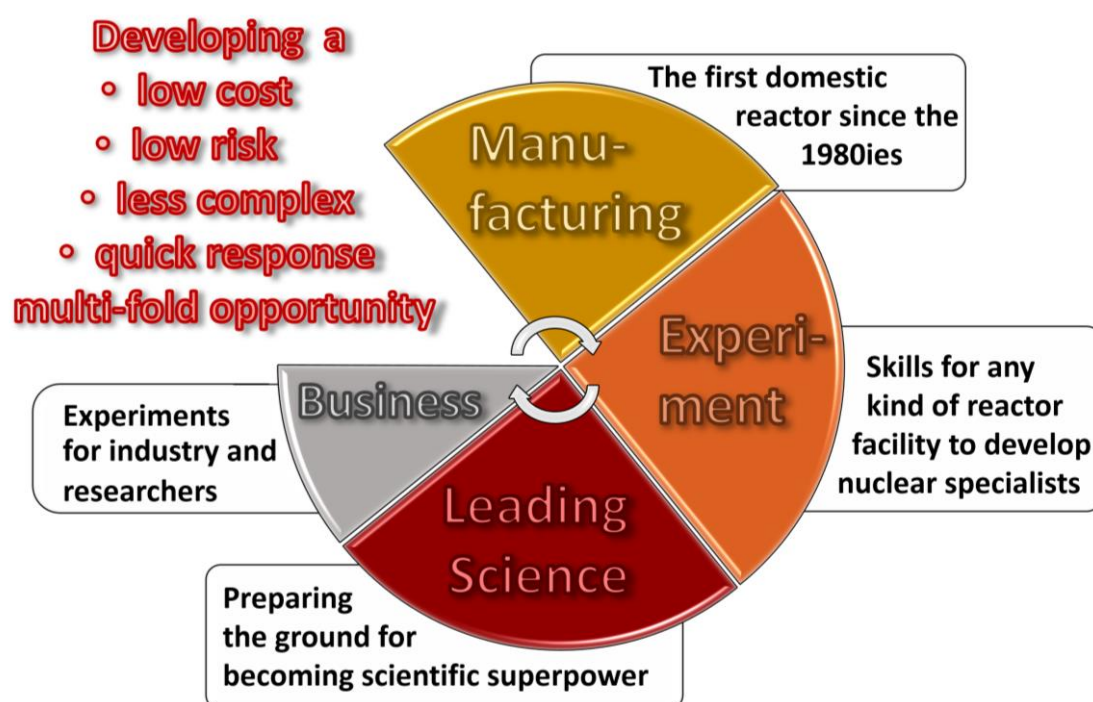 Developing a
• low cost
• low risk
• less complex
• quick response
multi-fold opportunity
Manu-
facturing
The first domestic
reactor since the
1980ies
Experi-
ment
Skills for any
kind of reactor
facility to develop
nuclear specialists
Leading
Science
Preparing
the ground for
becoming scientific superpower
Business
Experiments
for industry and
researchers